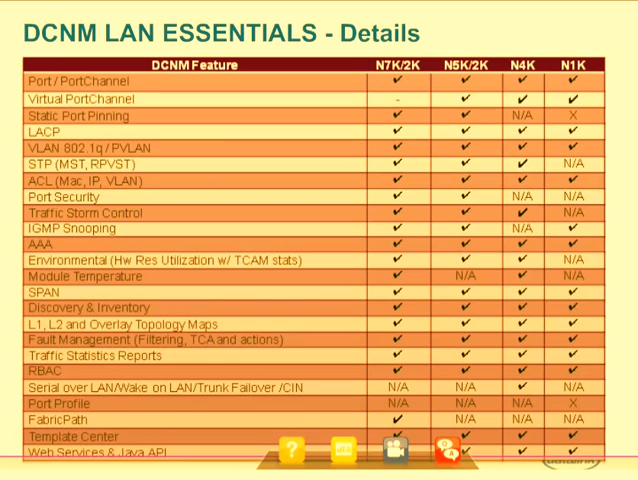 DCNM LAN ESSENTIALS - Details
DCNM Feature N7K/2K N5K/2K N4K N1K
Port / PortChannel ✓ ✓ ✓ ✓
Virtual PortChannel - ✓ ✓ ✓
Static Port Pinning ✓ ✓ N/A X
LACP ✓ ✓ ✓ ✓
VLAN 802.1q / PVLAN ✓ ✓ ✓ ✓
STP (MST, RPVST) ✓ ✓ ✓ N/A
ACL (Mac, IP, VLAN) ✓ ✓ ✓ ✓
Port Security ✓ ✓ N/A N/A
Traffic Storm Control ✓ ✓ ✓ N/A
IGMP Snooping ✓ ✓ N/A ✓
AAA ✓ ✓ ✓ ✓
Environmental (Hw Res Utilization w/ TCAM stats) ✓ ✓ ✓ N/A
Module Temperature ✓ N/A ✓ N/A
SPAN ✓ ✓ ✓ ✓
Discovery & Inventory ✓ ✓ ✓ ✓
L1, L2 and Overlay Topology Maps ✓ ✓ ✓ ✓
Fault Management (Filtering, TCA and actions) ✓ ✓ ✓ ✓
Traffic Statistics Reports ✓ ✓ ✓ ✓
RBAC ✓ ✓ ✓ ✓
Serial over LAN/Wake on LAN/Trunk Failover /CIN N/A N/A ✓ N/A
Port Profile N/A N/A N/A X
FabricPath ✓ N/A N/A N/A
Template Center ✓ ✓ ✓ ✓
Web Services & Java API ✓ ✓ ✓
? Q A